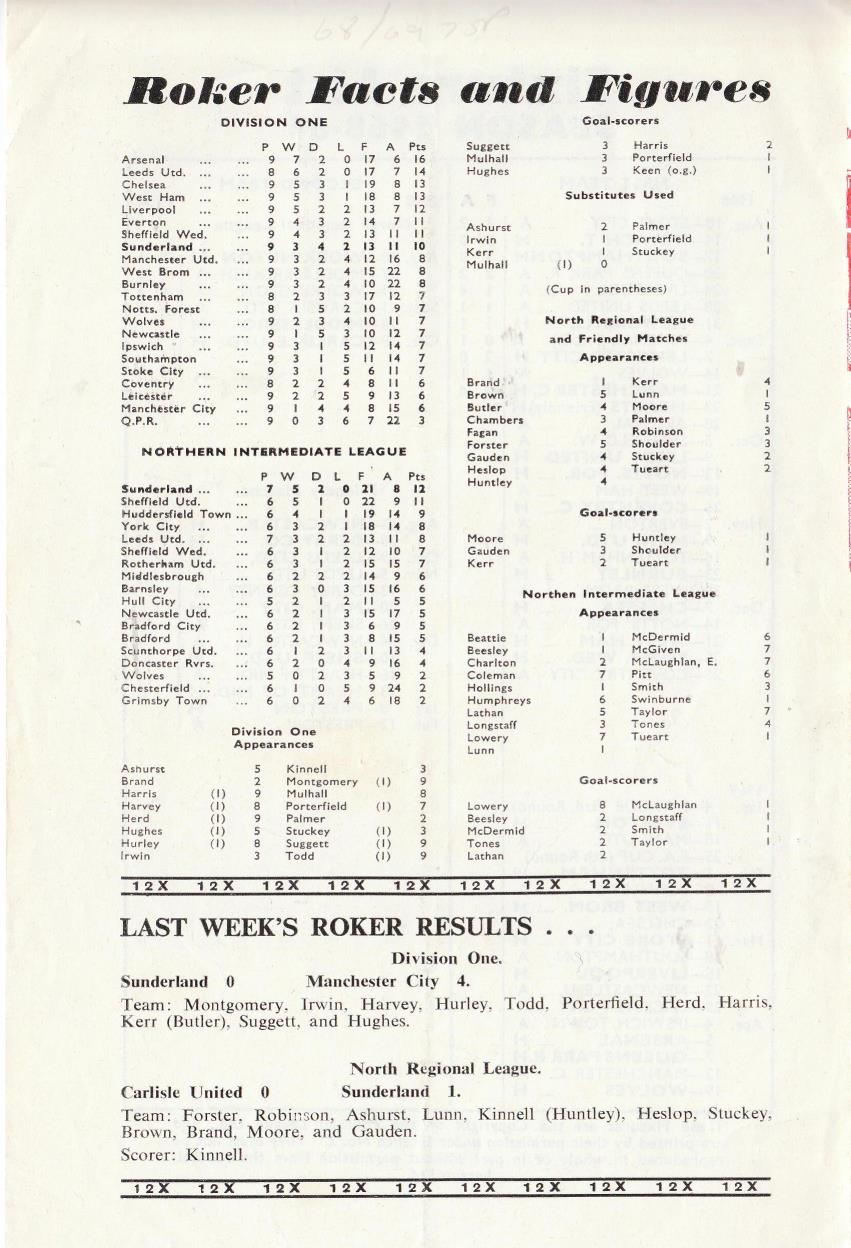 68/69 75p
Roker Facts and Figures
DIVISION ONE
P W D L F A Pts
Arsenal ... ... 9 7 2 0 17 6 16
Leeds Utd. ... ... 8 6 2 0 17 7 14
Chelsea ... ... 9 5 3 1 19 8 13
West Ham ... ... 9 5 3 1 18 8 13
Liverpool ... ... 9 5 2 2 13 7 12
Everton ... ... 9 4 3 2 14 7 11
Sheffield Wed. ... 9 4 3 2 13 11 11
Sunderland ... ... 9 3 4 2 13 11 10
Manchester Utd. ... 9 3 2 4 12 16 8
West Brom ... ... 9 3 2 4 15 22 8
Burnley ... ... 9 3 2 4 10 22 8
Tottenham ... ... 8 2 3 3 17 12 7
Notts. Forest ... 8 1 5 2 10 9 7
Wolves ... ... 9 2 3 4 10 11 7
Newcastle ... ... 9 1 5 3 10 12 7
Ipswich ... ... 9 3 1 5 12 14 7
Southampton ... 9 3 1 5 11 14 7
Stoke City ... ... 9 3 1 5 6 11 7
Coventry ... ... 8 2 2 4 8 11 6
Leicester ... ... 9 2 2 5 9 13 6
Manchester City ... 9 1 4 4 8 15 6
Q.P.R. ... ... 9 0 3 6 7 22 3
NORTHERN INTERMEDIATE LEAGUE
P W D L F A Pts
Sunderland ... ... 7 5 2 0 21 8 12
Sheffield Utd. ... 6 5 1 0 22 9 11
Huddersfield Town ... 6 4 1 1 19 14 9
York City ... ... 6 3 2 1 18 14 8
Leeds Utd. ... ... 7 3 2 2 13 11 8
Sheffield Wed. ... 6 3 1 2 12 10 7
Rotherham Utd. ... 6 3 1 2 15 15 7
Middlesbrough ... 6 2 2 2 14 9 6
Barnsley ... ... 6 3 0 3 15 16 6
Hull City ... ... 5 2 1 2 11 5 5
Newcastle Utd. ... 6 2 1 3 15 17 5
Bradford City ... 6 2 1 3 6 9 5
Bradford ... ... 6 2 1 3 8 15 5
Scunthorpe Utd. ... 6 1 2 3 11 13 4
Doncaster Rvrs. ... 6 2 0 4 9 16 4
Wolves ... ... 5 0 2 3 5 9 2
Chesterfield ... ... 6 1 0 5 9 24 2
Grimsby Town ... 6 0 2 4 6 18 2
Division One
Appearances
Ashurst 5 Kinnell 3
Brand 2 Montgomery (1) 9
Harris (1) 9 Mulhall 8
Harvey (1) 8 Porterfield (1) 7
Herd (1) 9 Palmer 2
Hughes (1) 5 Stuckey (1) 3
Hurley (1) 8 Suggett (1) 9
Irwin 3 Todd (1) 9
Goal-scorers
Suggett 3 Harris 2
Mulhall 3 Porterfield 1
Hughes 3 Keen (o.g.) 1
Substitutes Used
Ashurst 2 Palmer 1
Irwin 1 Porterfield 1
Kerr 1 Stuckey 1
Mulhall (1) 0
(Cup in parentheses)
North Regional League
and Friendly Matches
Appearances
Brand 1 Kerr 4
Brown 5 Lunn 1
Butler 4 Moore 5
Chambers 3 Palmer 1
Fagan 4 Robinson 3
Forster 5 Shoulder 3
Gauden 4 Stuckey 2
Heslop 4 Tueart 2
Huntley 4
Goal-scorers
Moore 5 Huntley 1
Gauden 3 Shoulder 1
Kerr 2 Tueart 1
Northen Intermediate League
Appearances
Beattie 1 McDermid 6
Beesley 1 McGiven 7
Charlton 2 McLaughlan, E. 7
Coleman 7 Pitt 6
Hollings 1 Smith 3
Humphreys 6 Swinburne 1
Lathan 5 Taylor 7
Longstaff 3 Tones 4
Lowery 7 Tueart 1
Lunn 1
Goal-scorers
Lowery 8 McLaughlan 1
Beesley 2 Longstaff 1
McDermid 2 Smith 1
Tones 2 Taylor 1
Lathan 2
12X 12X 12X 12X 12X 12X 12X 12X 12X 12X
LAST WEEK'S ROKER RESULTS . . .
Division One.
Sunderland 0 Manchester City 4.
Team: Montgomery, Irwin, Harvey, Hurley, Todd, Porterfield, Herd, Harris,
Kerr (Butler), Suggett, and Hughes.
North Regional League.
Carlisle United 0 Sunderland 1.
Team: Forster, Robinson, Ashurst, Lunn, Kinnell (Huntley), Heslop, Stuckey,
Brown, Brand, Moore, and Gauden.
Scorer: Kinnell.
12X 12X 12X 12X 12X 12X 12X 12X 12X 12X